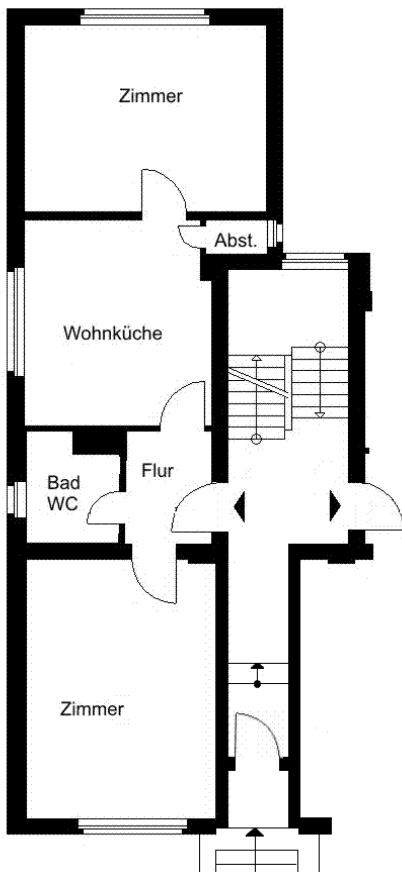 Zimmer
Abst.
Wohnküche
Flur
Bad
WC
Zimmer